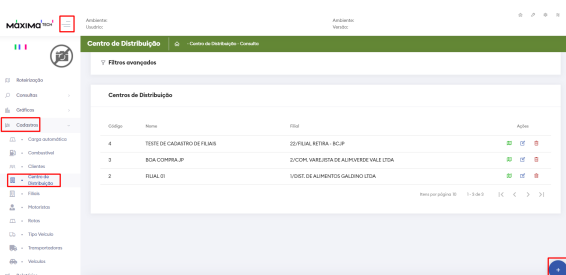 MÁXIMA TECH
Ambiente:
Usuário:
Ambiente:
Versão:
Centro de Distribuição
- Centro de Distribuição - Consulta
Filtros avançados
Roteirização
Consultas
Gráficos
Cadastros
Carga automática
Combustível
Clientes
Centro de
Distribuição
Filiais
Motoristas
Rotas
Tipo Veículo
Transportadoras
Veículos
Centros de Distribuição
Código Nome Filial Ações
4 TESTE DE CADASTRO DE FILIAIS 22/FILIAL RETIRA - BCJP
3 BOA COMPRA JP 2/COM. VAREJISTA DE ALIM.VERDE VALE LTDA
2 FILIAL 01 1/DIST. DE ALIMENTOS GALDINO LTDA
Itens por página: 10 1 - 3 de 3